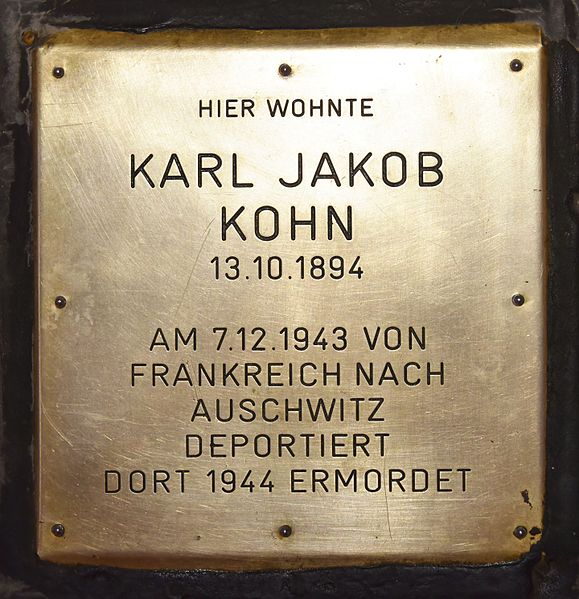 HIER WOHNTE
KARL JAKOB
KOHN
13.10.1894
AM 7.12.1943 VON
FRANKREICH NACH
AUSCHWITZ
DEPORTIERT
DORT 1944 ERMORDET